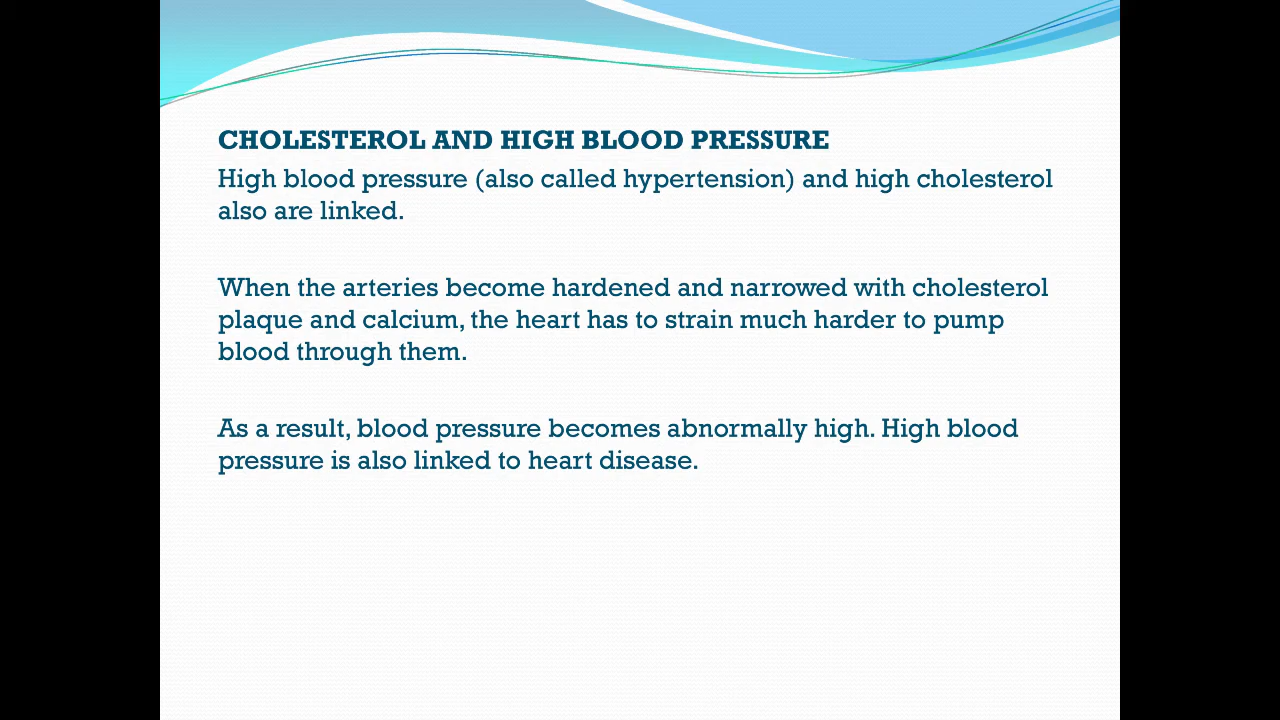 CHOLESTEROL AND HIGH BLOOD PRESSURE
High blood pressure (also called hypertension) and high cholesterol
also are linked.
When the arteries become hardened and narrowed with cholesterol
plaque and calcium, the heart has to strain much harder to pump
blood through them.
As a result, blood pressure becomes abnormally high. High blood
pressure is also linked to heart disease.